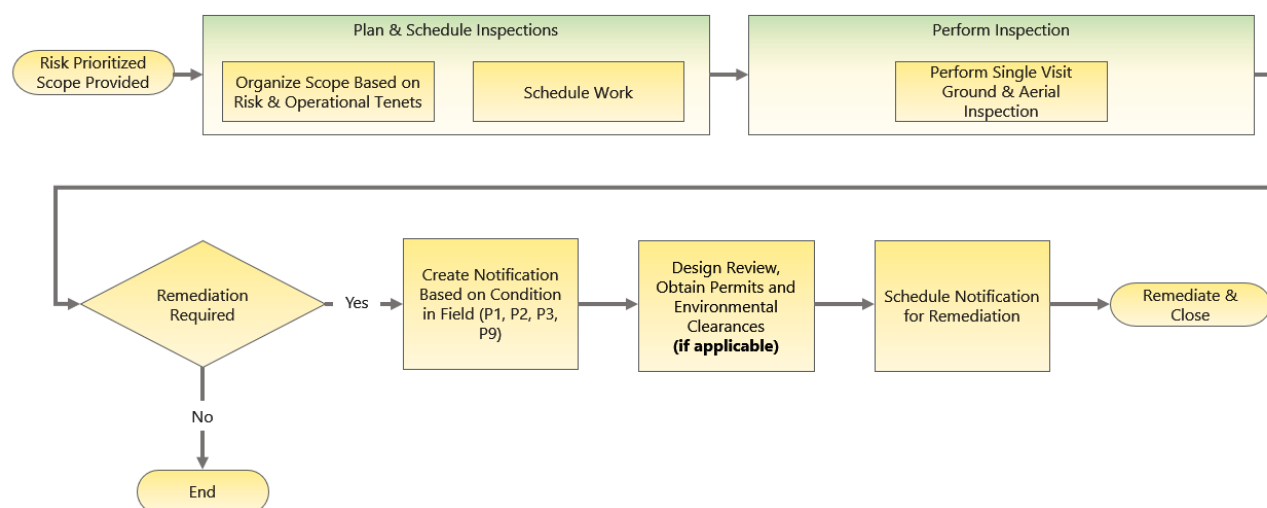 Plan & Schedule Inspections
Perform Inspection
Risk Prioritized
Scope Provided
Organize Scope Based on
Risk & Operational Tenets
Schedule Work
Perform Single Visit
Ground & Aerial
Inspection
Remediation
Required
Yes
Create Notification
Based on Condition
in Field (P1, P2, P3,
P9)
Design Review,
Obtain Permits and
Environmental
Clearances
(if applicable)
Schedule Notification
for Remediation
Remediate &
Close
No
End